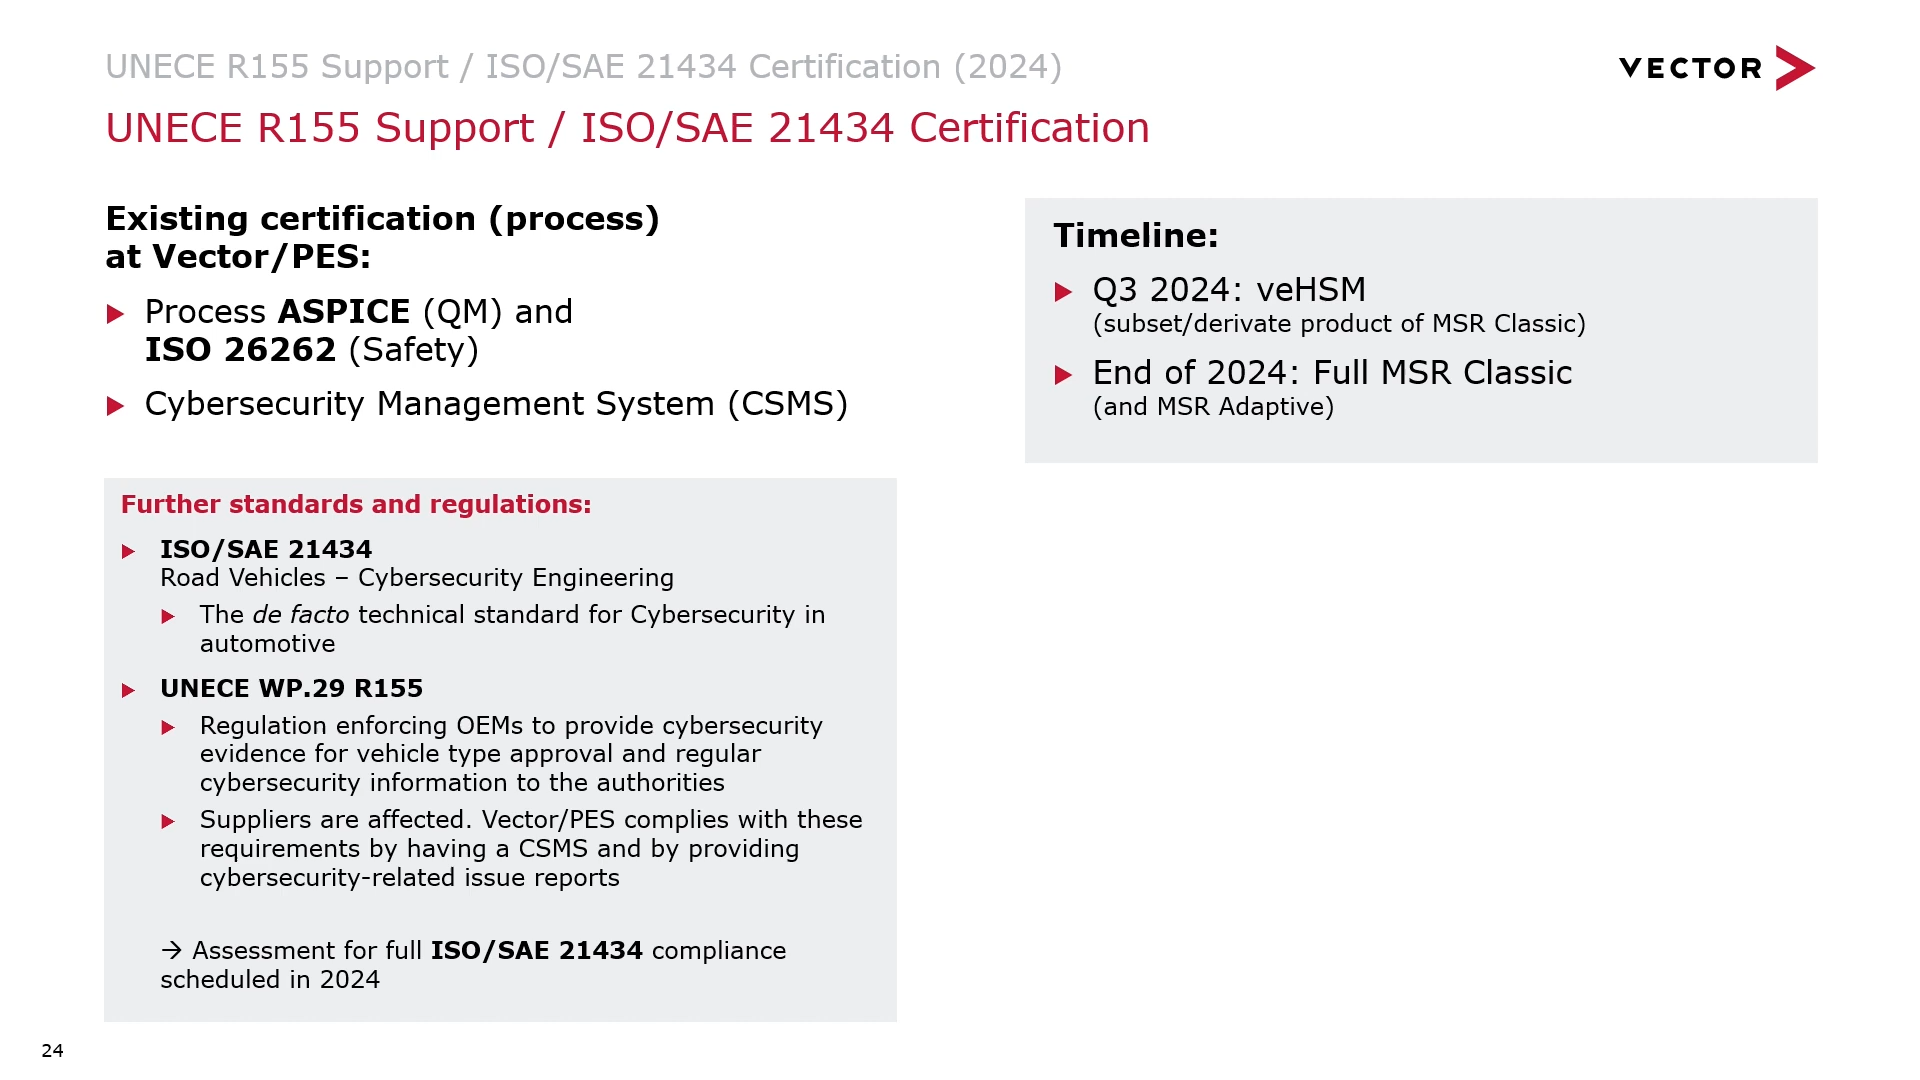 UNECE R155 Support / ISO/SAE 21434 Certification (2024)
VECTOR
UNECE R155 Support / ISO/SAE 21434 Certification
Existing certification (process)
at Vector/PES:
Process ASPICE (QM) and
ISO 26262 (Safety)
Cybersecurity Management System (CSMS)
Timeline:
Q3 2024: veHSM
(subset/derivate product of MSR Classic)
End of 2024: Full MSR Classic
(and MSR Adaptive)
Further standards and regulations:
ISO/SAE 21434
Road Vehicles – Cybersecurity Engineering
The de facto technical standard for Cybersecurity in
automotive
UNECE WP.29 R155
Regulation enforcing OEMs to provide cybersecurity
evidence for vehicle type approval and regular
cybersecurity information to the authorities
Suppliers are affected. Vector/PES complies with these
requirements by having a CSMS and by providing
cybersecurity-related issue reports
→ Assessment for full ISO/SAE 21434 compliance
scheduled in 2024
24